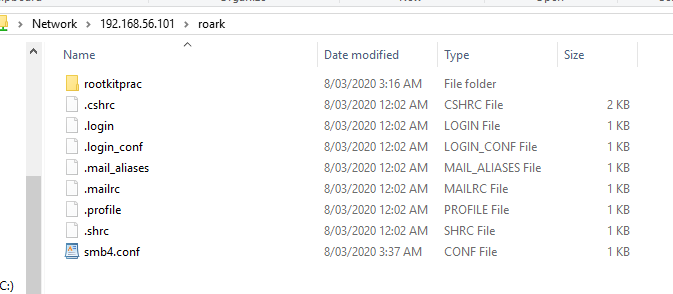 Network > 192.168.56.101 > roark
Name Date modified Type Size
rootkitprac 8/03/2020 3:16 AM File folder
.cshrc 8/03/2020 12:02 AM CSHRC File 2 KB
.login 8/03/2020 12:02 AM LOGIN File 1 KB
.login_conf 8/03/2020 12:02 AM LOGIN_CONF File 1 KB
.mail_aliases 8/03/2020 12:02 AM MAIL_ALIASES File 1 KB
.mailrc 8/03/2020 12:02 AM MAILRC File 1 KB
.profile 8/03/2020 12:02 AM PROFILE File 1 KB
.shrc 8/03/2020 12:02 AM SHRC File 1 KB
smb4.conf 8/03/2020 3:37 AM CONF File 1 KB
C:)